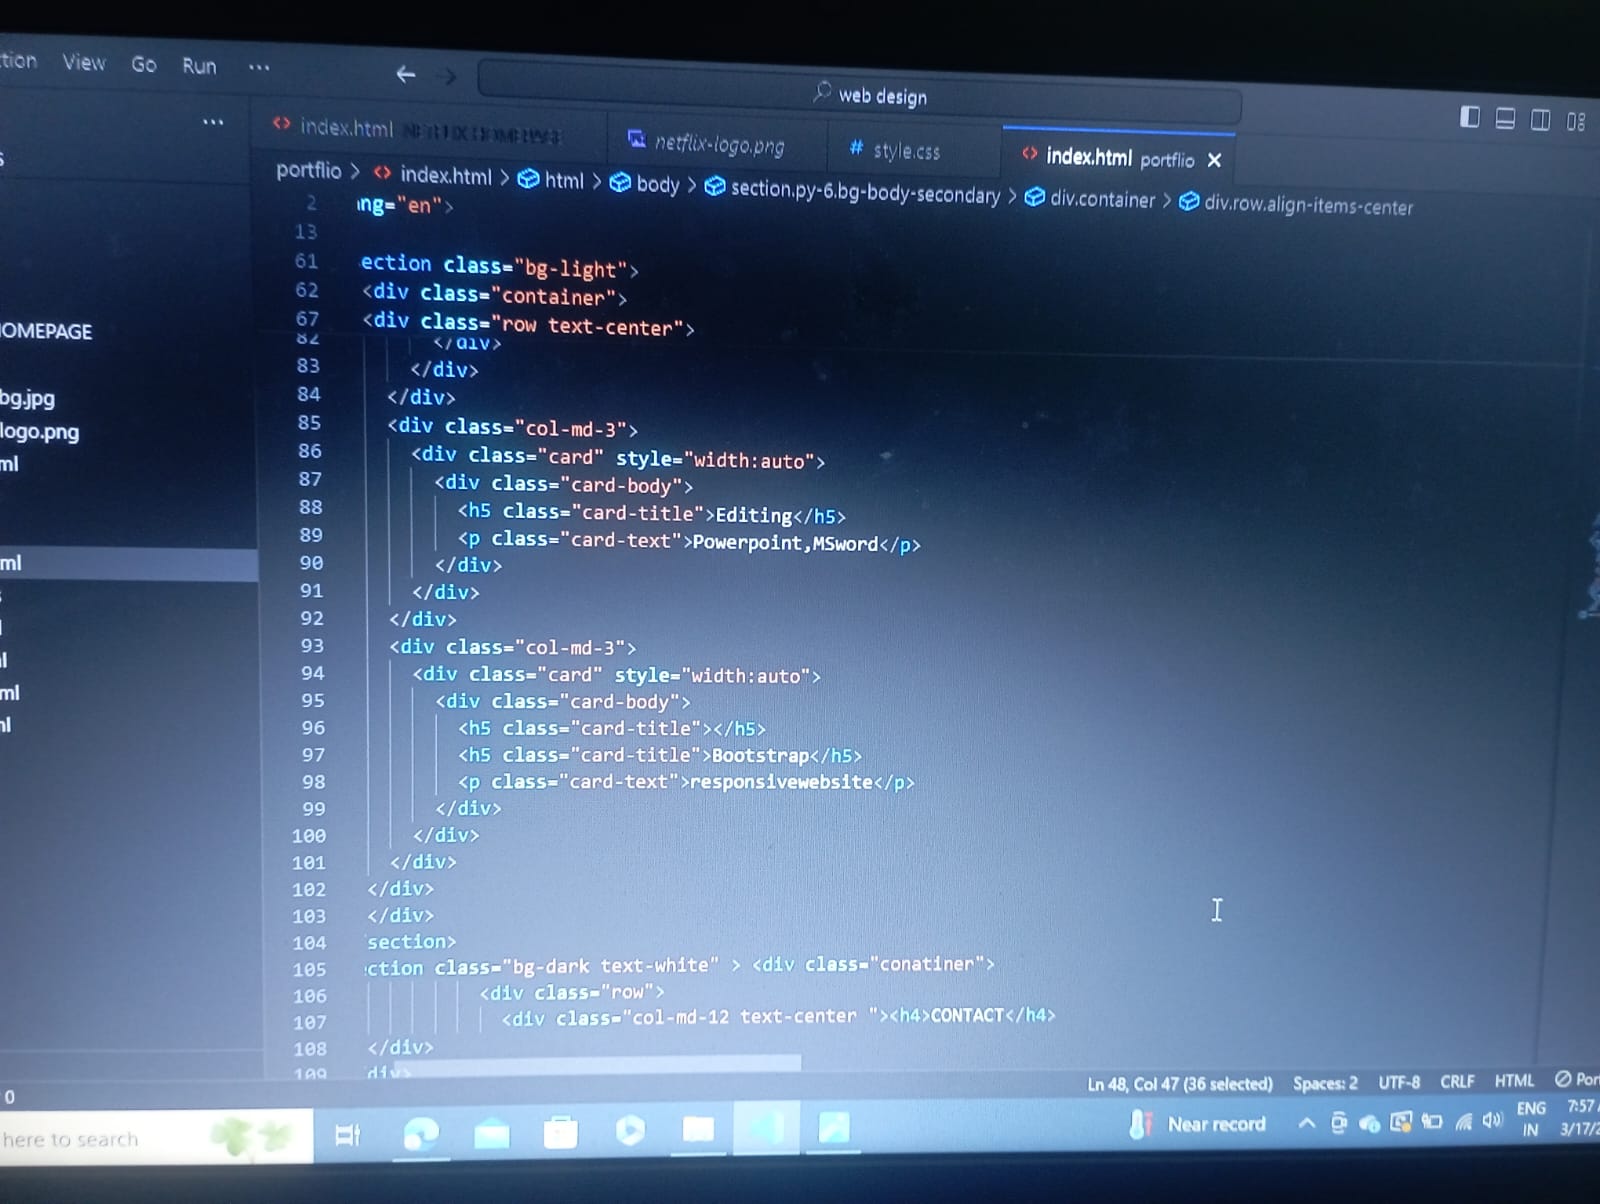 View Go Run ...
web design
index.html
netflix-logo.png
# style.css
index.html portflio
portflio > index.html > html > body > section.py-6.bg-body-secondary > div.container > div.row.align-items-center
OMEPAGE
bg.jpg
logo.png
ml
ml
ml
2 ng="en">
13
61 ection class="bg-light">
62 <div class="container">
67 <div class="row text-center">
82 </div>
83 </div>
84 </div>
85 <div class="col-md-3">
86 <div class="card" style="width:auto">
87 <div class="card-body">
88 <h5 class="card-title">Editing</h5>
89 <p class="card-text">Powerpoint,MSword</p>
90 </div>
91 </div>
92 </div>
93 <div class="col-md-3">
94 <div class="card" style="width:auto">
95 <div class="card-body">
96 <h5 class="card-title"></h5>
97 <h5 class="card-title">Bootstrap</h5>
98 <p class="card-text">responsivewebsite</p>
99 </div>
100 </div>
101 </div>
102 </div>
103 </div>
104 section>
105 ction class="bg-dark text-white" > <div class="conatiner">
106 <div class="row">
107 <div class="col-md-12 text-center "><h4>CONTACT</h4>
108 </div>
109 div>
0
Ln 48, Col 47 (36 selected) Spaces: 2 UTF-8 CRLF HTML Por
here to search
Near record
ENG
IN
7:57
3/17/2